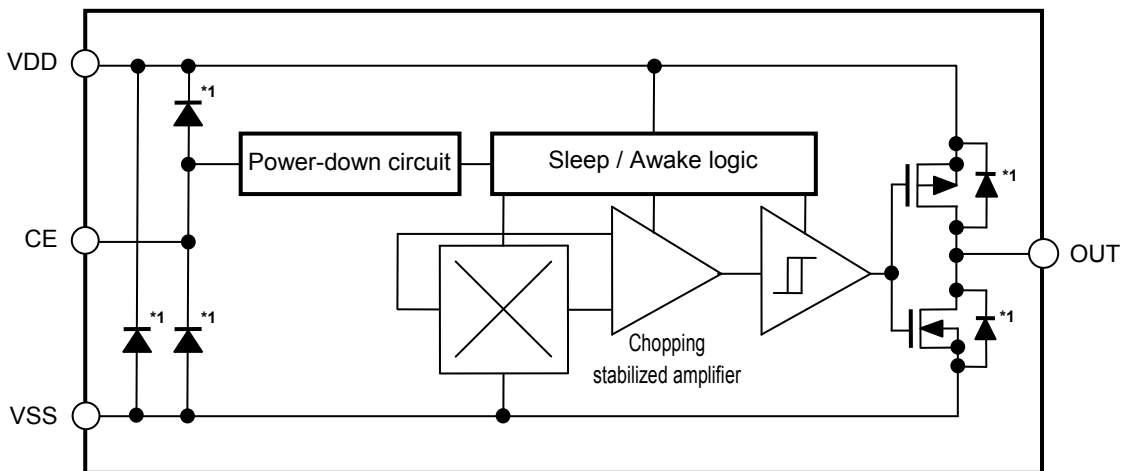 VDD
*1
Power-down circuit
Sleep / Awake logic
*1
CE
OUT
*1
*1
*1
Chopping
stabilized amplifier
VSS